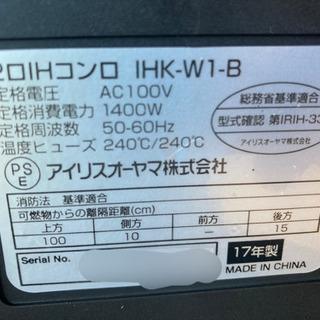 2口IHコンロ IHK-W1-B
定格電圧 AC100V
定格消費電力 1400W
定格周波数 50-60Hz
温度ヒューズ 240℃/240℃
総務省基準適合
型式確認 第IRIH-33
アイリスオーヤマ株式会社
PS
E アイリスオーヤマ株式会社
消防法 基準適合
可燃物からの離隔距離(cm)
上方 側方 前方 後方
100 10 − 15
Serial No.
17年製
MADE IN CHINA